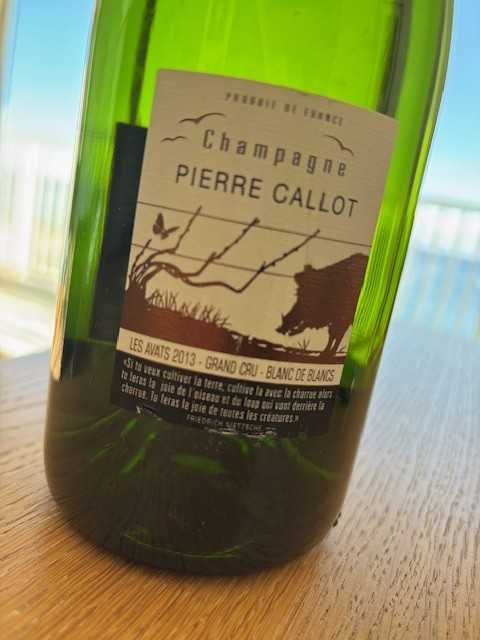 PRODUIT DE FRANCE
Champagne
PIERRE CALLOT
LES AVATS 2013 - GRAND CRU - BLANC DE BLANCS
«Si tu veux cultiver la terre, cultive la avec la charrue alors
tu feras la joie de l'oiseau et du loup qui vont derrière la
charrue. Tu feras la joie de toutes les créatures.»
FRIEDRICH NIETZSCHE